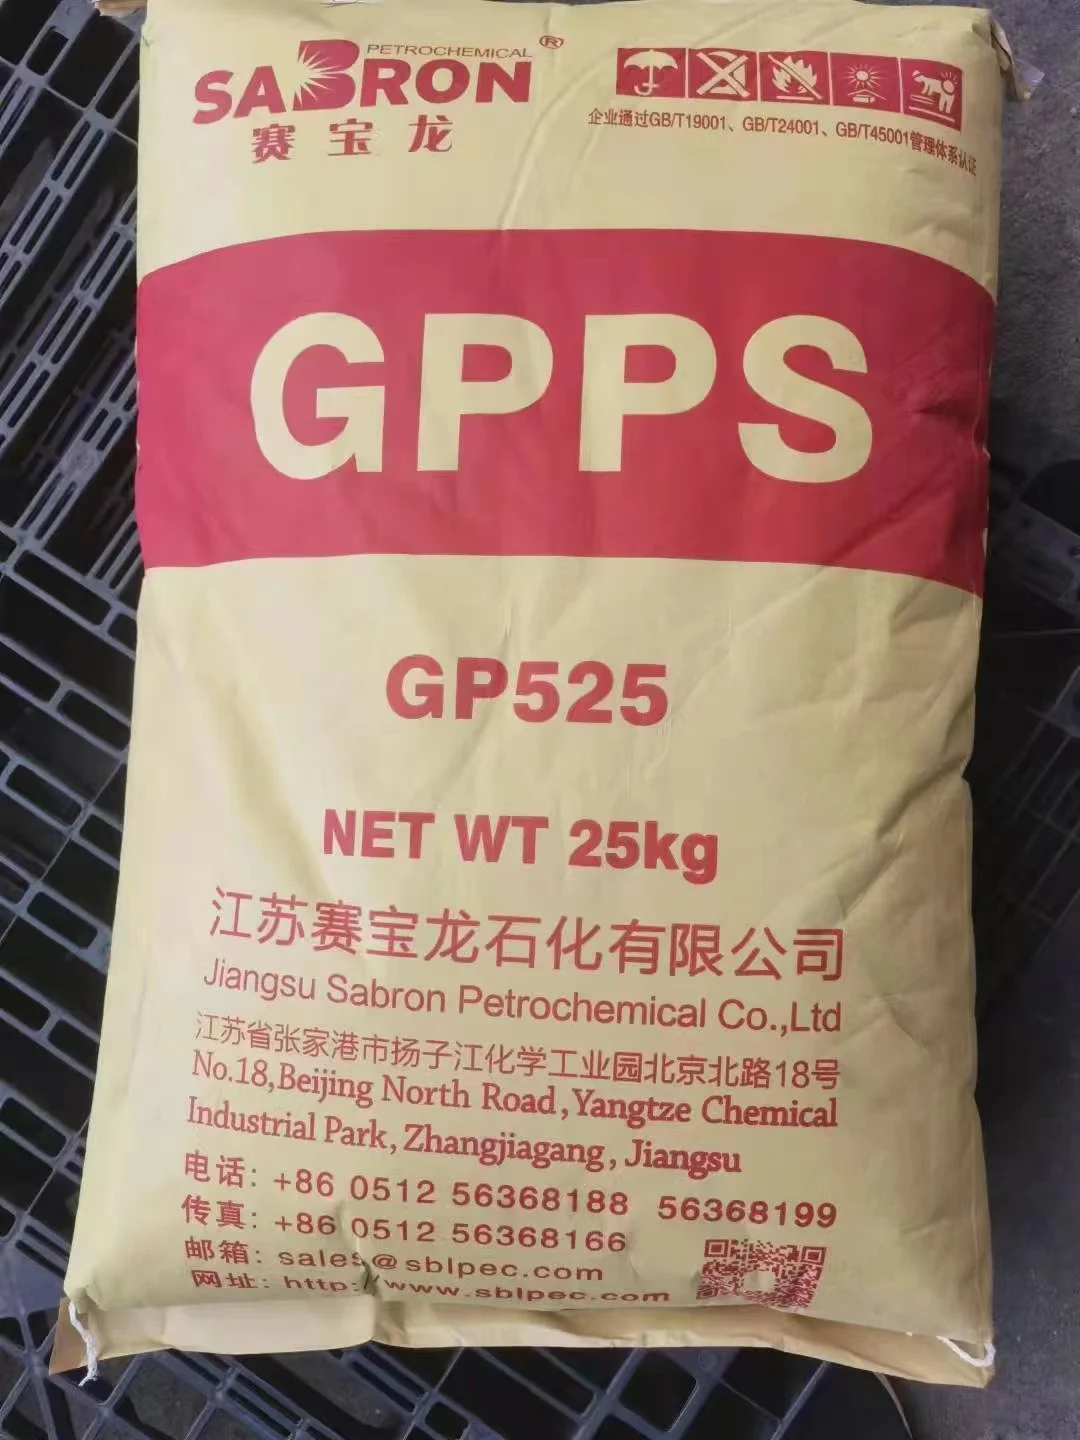 PETROCHEMICAL ®
SABRON
赛宝龙
企业通过GB/T19001、GB/T24001、GB/T45001管理体系认证
GPPS
GP525
NET WT 25kg
江苏赛宝龙石化有限公司
Jiangsu Sabron Petrochemical Co.,Ltd
江苏省张家港市扬子江化学工业园北京北路18号
No.18,Beijing North Road,Yangtze Chemical
Industrial Park, Zhangjiagang, Jiangsu
电话: +86 0512 56368188 56368199
传真: +86 0512 56368166
邮箱: sales@sblpec.com
网址: http://www.sblpec.com